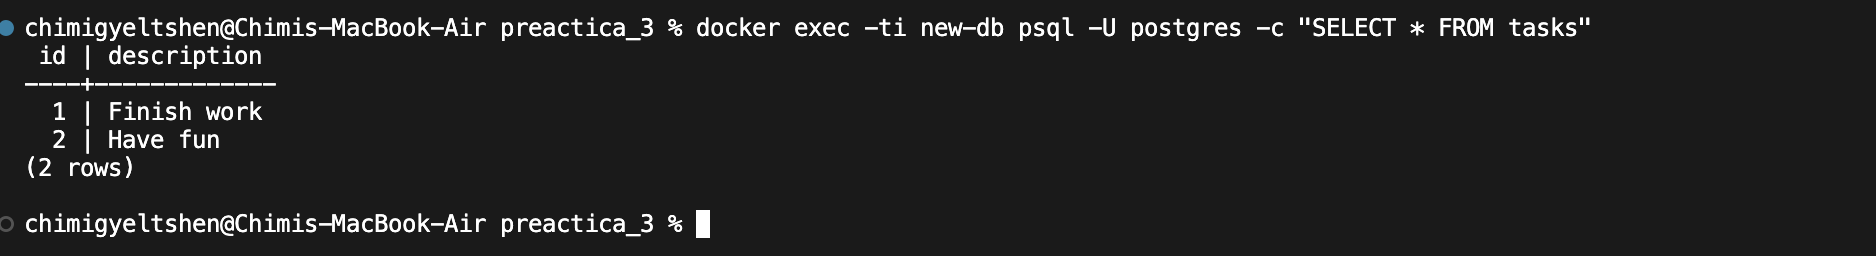 chimigyeltshen@Chimis-MacBook-Air preactica_3 % docker exec -ti new-db psql -U postgres -c "SELECT * FROM tasks"
 id | description
----+-------------
  1 | Finish work
  2 | Have fun
(2 rows)
chimigyeltshen@Chimis-MacBook-Air preactica_3 %